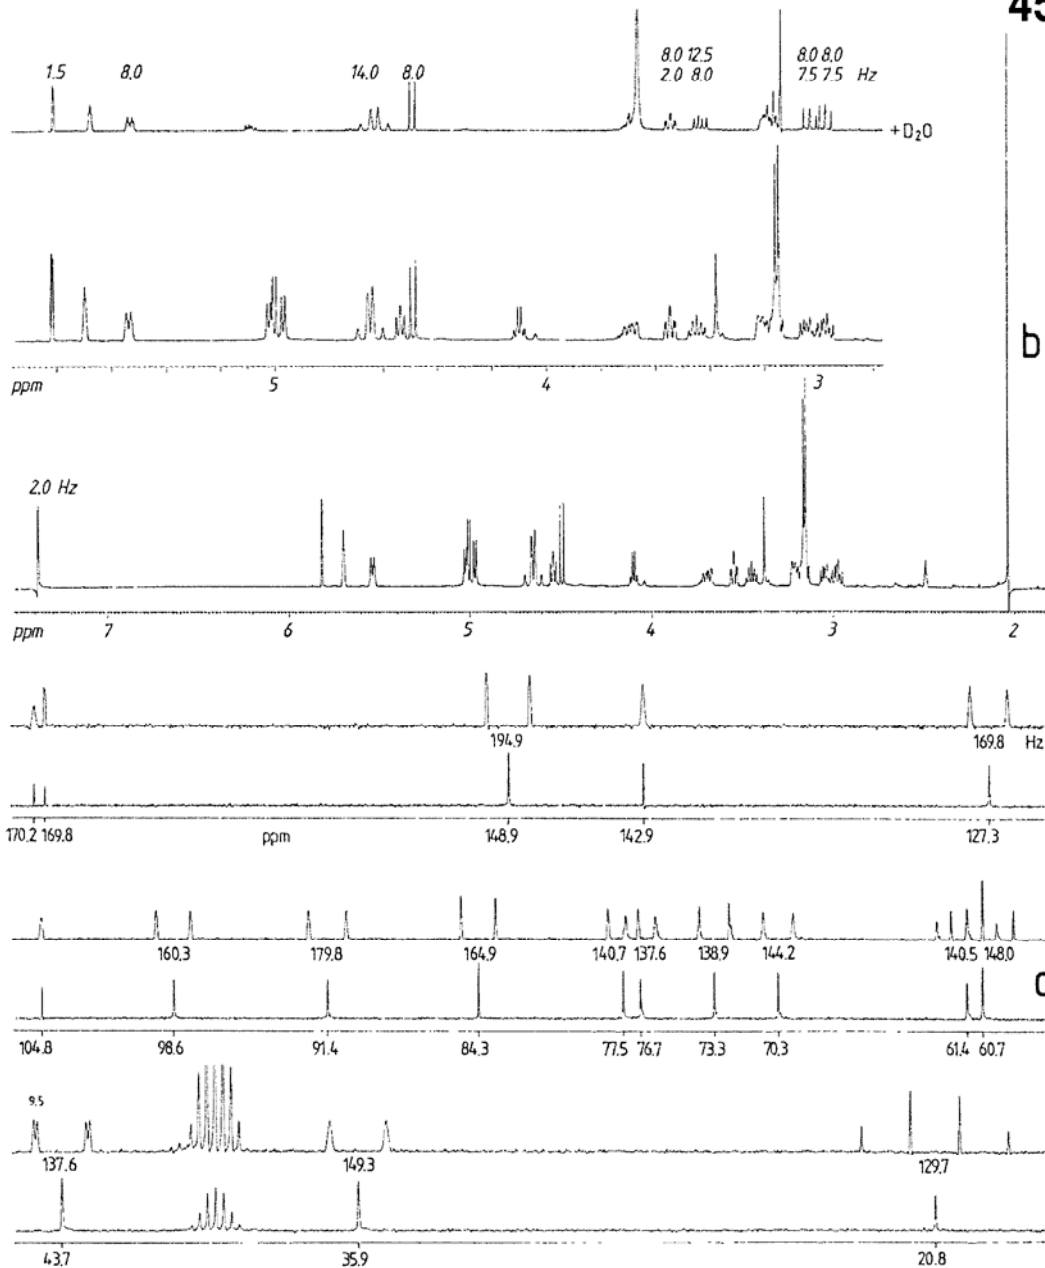 45
1.5 8.0 14.0 8.0 8.0 12.5 8.0 8.0
2.0 8.0 7.5 7.5 Hz
+D₂O
b
ppm 5 4 3
2.0 Hz
ppm 7 6 5 4 3 2
194.9 169.8 Hz
170.2 169.8 ppm 148.9 142.9 127.3
160.3 179.8 164.9 140.7 137.6 138.9 144.2 140.5 148.0
104.8 98.6 91.4 84.3 77.5 76.7 73.3 70.3 61.4 60.7
9.5
137.6 149.3 129.7
43.7 35.9 20.8